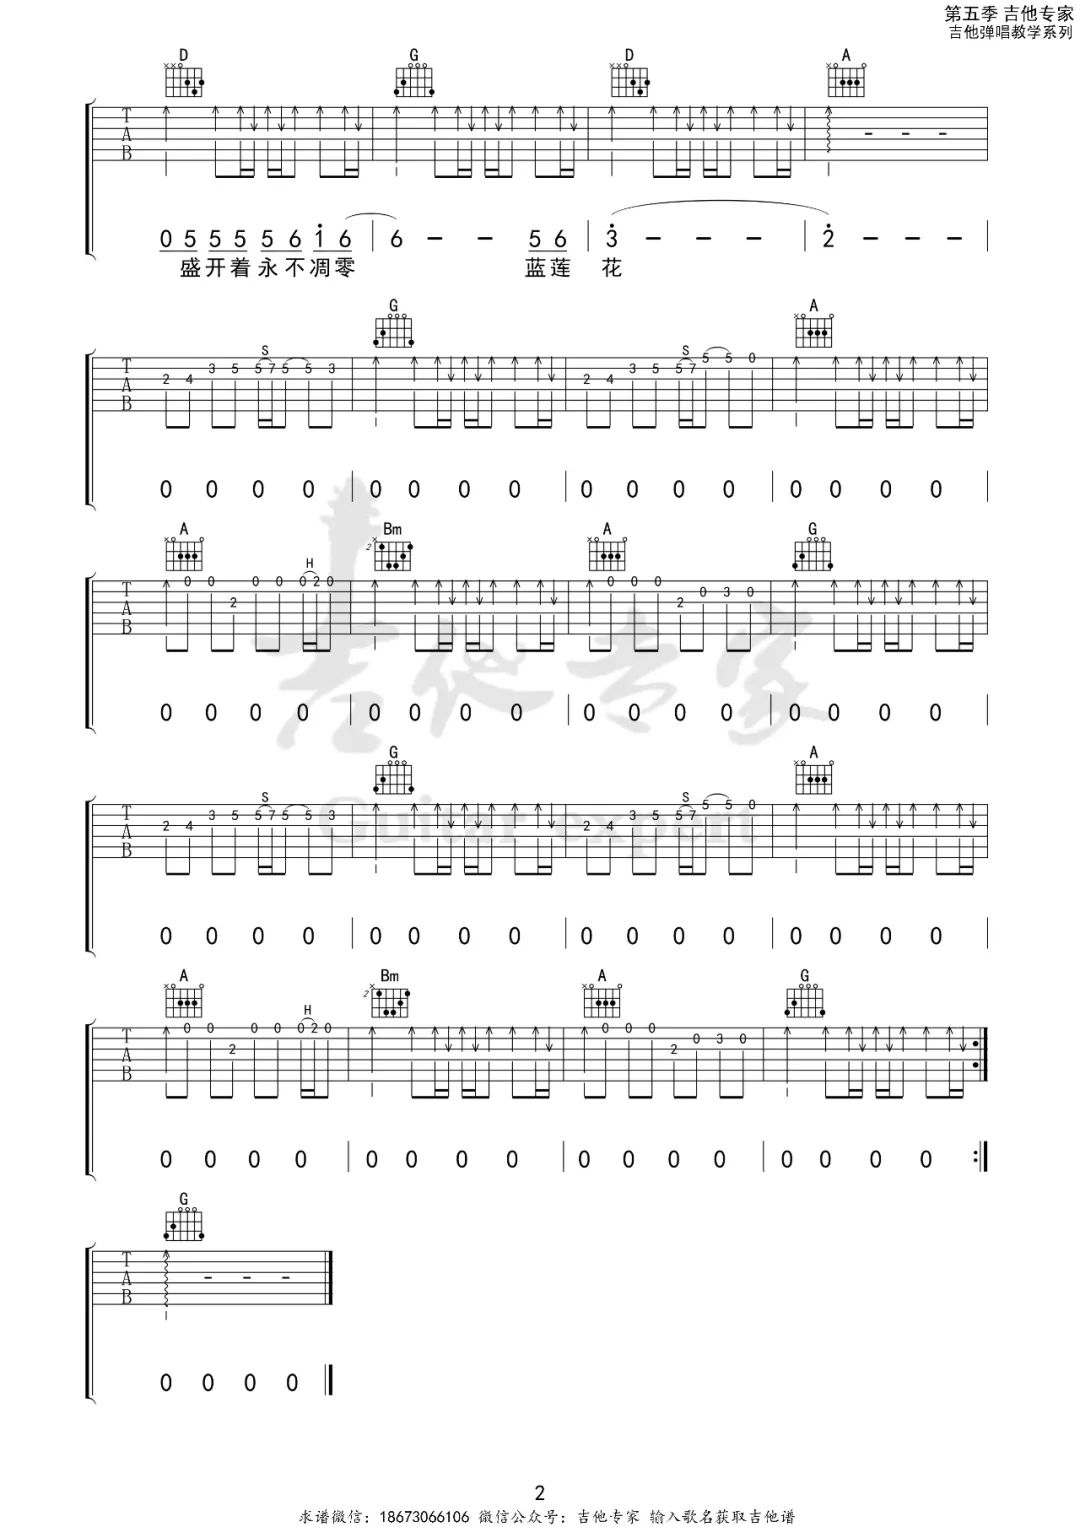 第五季 吉他专家
吉他弹唱教学系列
D G D A
T
A
B
- - -
0 5 5 5 5 6 1 6 | 6 - - 5 6 | 3 - - - | 2 - - -
盛开着永不凋零 蓝莲 花
G A
S S
T
A
B
2 4 3 5 5 7 5 5 3 2 4 3 5 5 7 5 5 0
0 0 0 0 | 0 0 0 0 | 0 0 0 0 | 0 0 0 0
A Bm A G
2
H
T
A
B
0 0 2 0 0 0 2 0 0 0 0 2 0 3 0
0 0 0 0 | 0 0 0 0 | 0 0 0 0 | 0 0 0 0
吉他专家
G A
S S
T
A
B
2 4 3 5 5 7 5 5 3 2 4 3 5 5 7 5 5 0
Guitar expert
0 0 0 0 | 0 0 0 0 | 0 0 0 0 | 0 0 0 0
A Bm A G
2
H
T
A
B
0 0 2 0 0 0 2 0 0 0 0 2 0 3 0
0 0 0 0 | 0 0 0 0 | 0 0 0 0 | 0 0 0 0
G
T
A
B
- - -
0 0 0 0
2
求谱微信：18673066106 微信公众号：吉他专家 输入歌名获取吉他谱